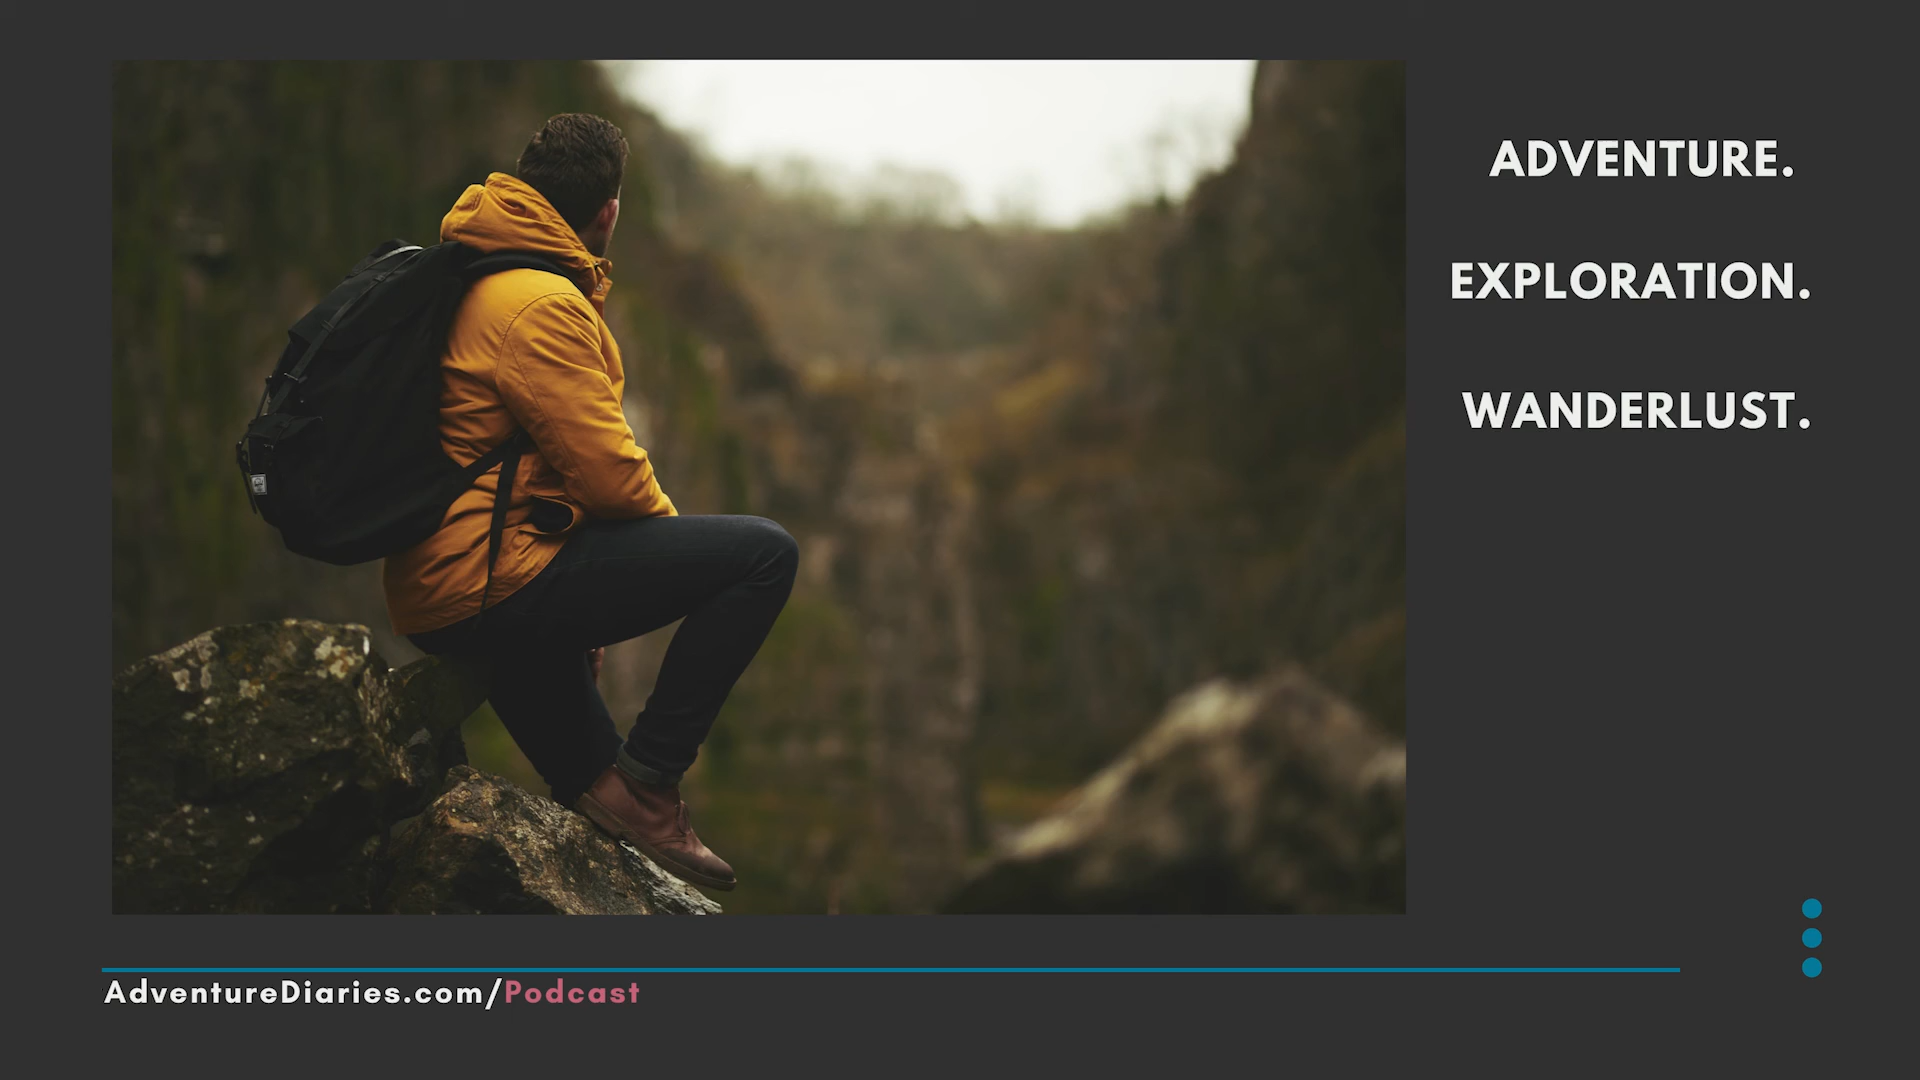 ADVENTURE.
EXPLORATION.
WANDERLUST.
AdventureDiaries.com/Podcast